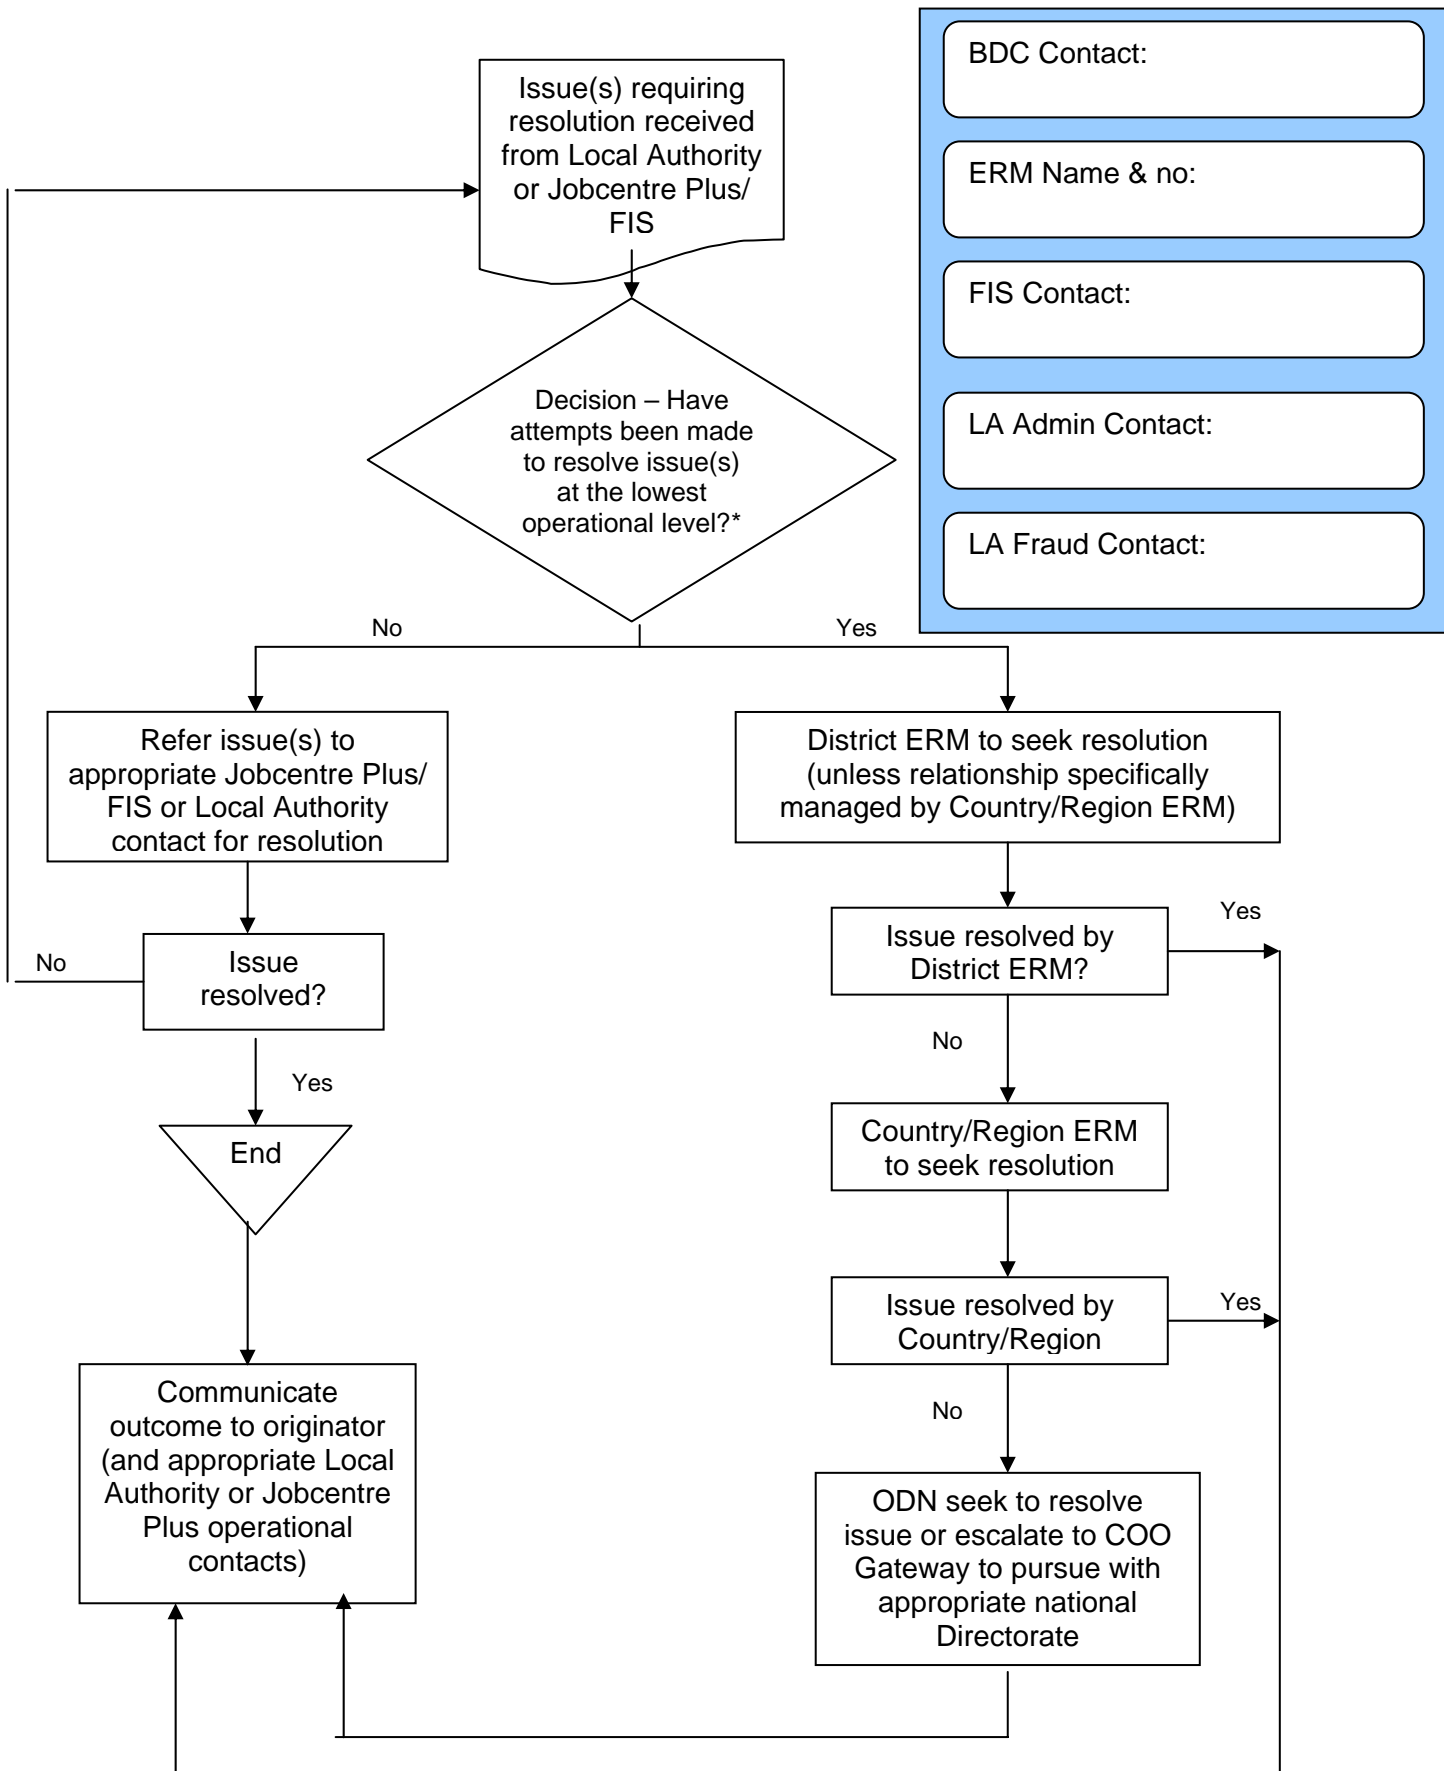 BDC Contact:
ERM Name & no:
FIS Contact:
LA Admin Contact:
LA Fraud Contact:
Issue(s) requiring
resolution received
from Local Authority
or Jobcentre Plus/
FIS
Decision – Have
attempts been made
to resolve issue(s)
at the lowest
operational level?*
No
Yes
Refer issue(s) to
appropriate Jobcentre Plus/
FIS or Local Authority
contact for resolution
District ERM to seek resolution
(unless relationship specifically
managed by Country/Region ERM)
Issue
resolved?
No
Yes
End
Issue resolved by
District ERM?
Yes
No
Country/Region ERM
to seek resolution
Issue resolved by
Country/Region
Yes
No
Communicate
outcome to originator
(and appropriate Local
Authority or Jobcentre
Plus operational
contacts)
ODN seek to resolve
issue or escalate to COO
Gateway to pursue with
appropriate national
Directorate